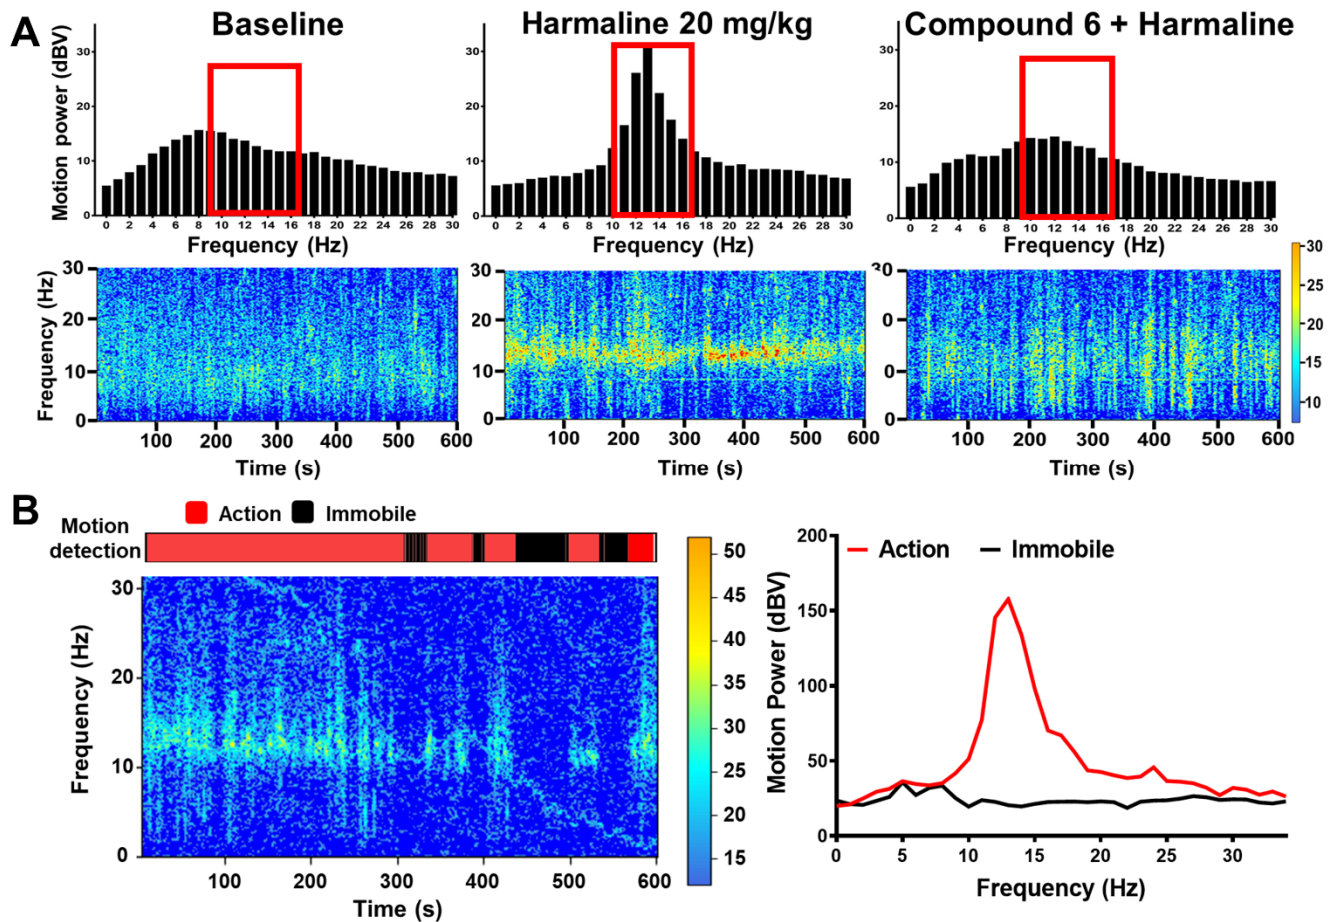 A
Baseline
Harmaline 20 mg/kg
Compound 6 + Harmaline
Motion power (dBV)
30
20
10
0
0 2 4 6 8 10 12 14 16 18 20 22 24 26 28 30
Frequency (Hz)
30
20
10
0
0 2 4 6 8 10 12 14 16 18 20 22 24 26 28 30
Frequency (Hz)
30
20
10
0
0 2 4 6 8 10 12 14 16 18 20 22 24 26 28 30
Frequency (Hz)
Frequency (Hz)
30
20
10
0
100 200 300 400 500 600
Time (s)
30
20
10
0
100 200 300 400 500 600
Time (s)
30
0
0
0
100 200 300 400 500 600
Time (s)
30
25
20
15
10
B
Action Immobile
Motion
detection
Frequency (Hz)
30
20
10
0
100 200 300 400 500 600
Time (s)
50
45
40
35
30
25
20
15
Action Immobile
Motion Power (dBV)
200
150
100
50
0
0 5 10 15 20 25 30
Frequency (Hz)